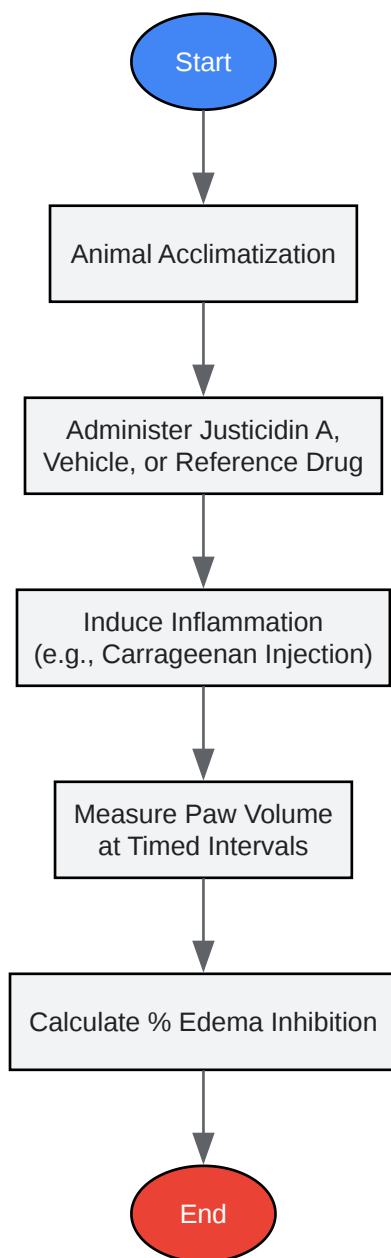 Start
Animal Acclimatization
Administer Justicidin A,
Vehicle, or Reference Drug
Induce Inflammation
(e.g., Carrageenan Injection)
Measure Paw Volume
at Timed Intervals
Calculate % Edema Inhibition
End